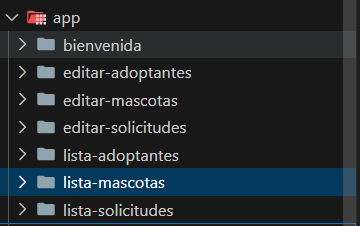 app
bienvenida
editar-adoptantes
editar-mascotas
editar-solicitudes
lista-adoptantes
lista-mascotas
lista-solicitudes